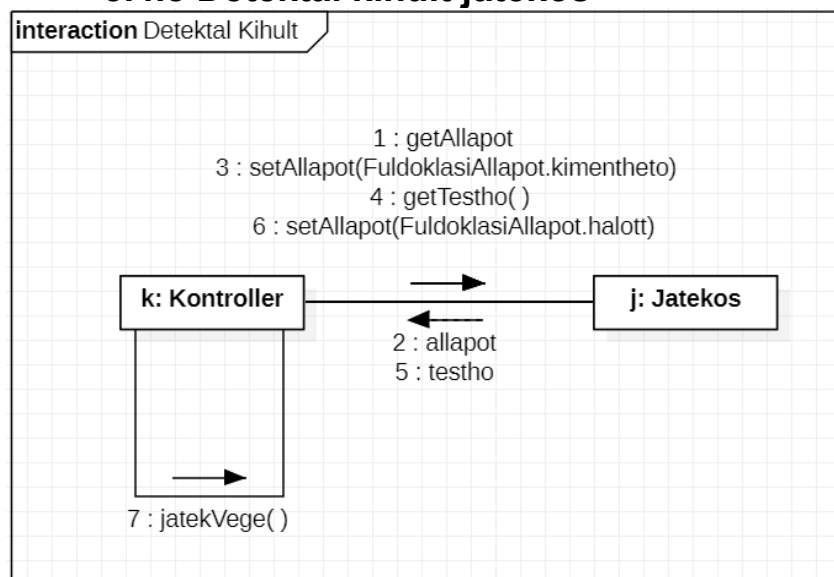 interaction Detektal Kihult
1 : getAllapot
3 : setAllapot(FuldoklasiAllapot.kimentheto)
4 : getTestho( )
6 : setAllapot(FuldoklasiAllapot.halott)
k: Kontroller
j: Jatekos
2 : allapot
5 : testho
7 : jatekVege( )